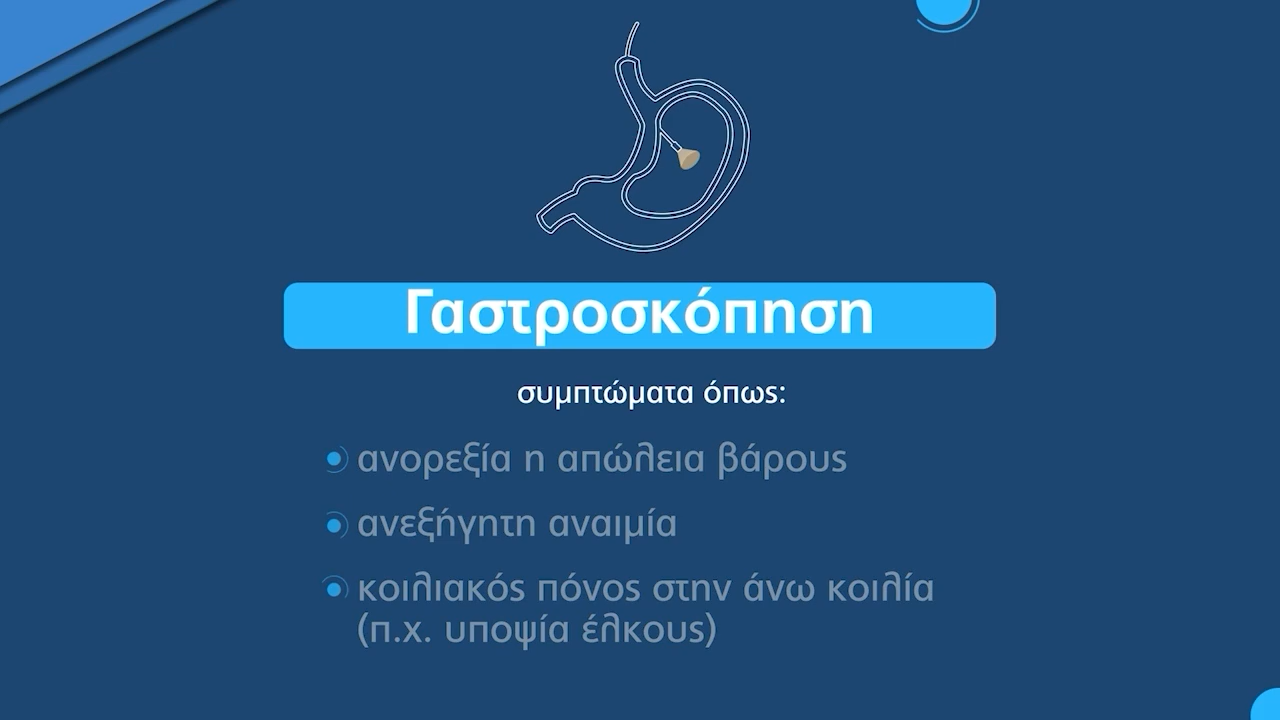 Γαστροσκόπηση
συμπτώματα όπως:
ανορεξία η απώλεια βάρους
ανεξήγητη αναιμία
κοιλιακός πόνος στην άνω κοιλία
(π.χ. υποψία έλκους)